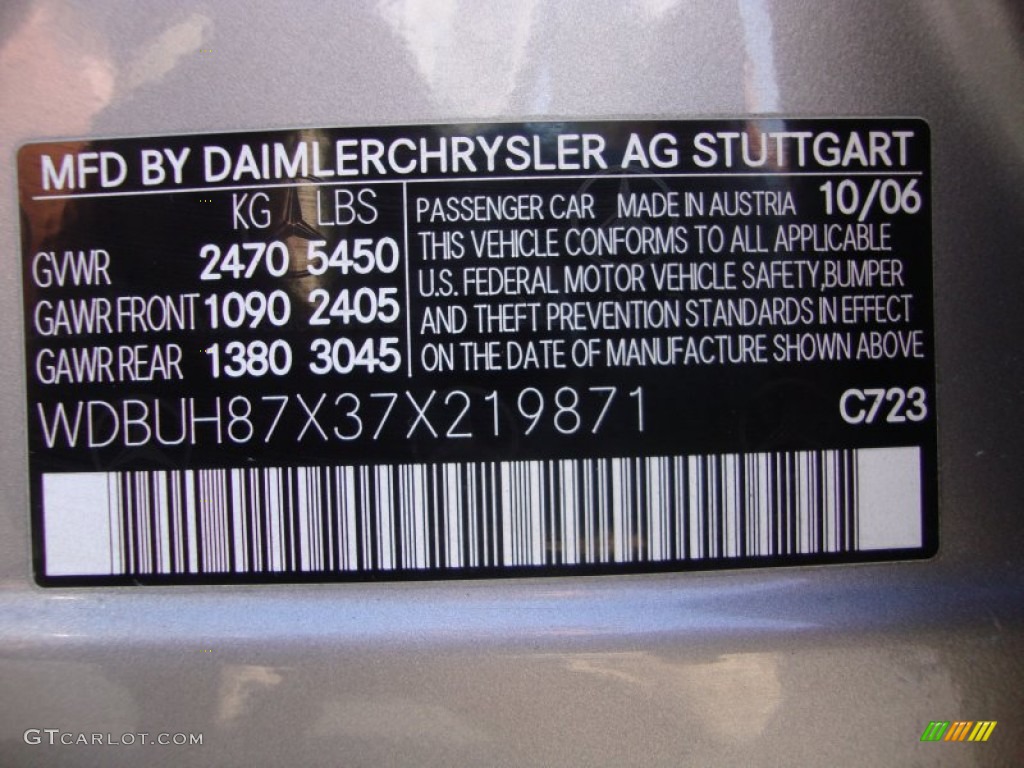 MFD BY DAIMLERCHRYSLER AG STUTTGART
KG LBS
GVWR 2470 5450
GAWR FRONT 1090 2405
GAWR REAR 1380 3045
PASSENGER CAR MADE IN AUSTRIA 10/06
THIS VEHICLE CONFORMS TO ALL APPLICABLE
U.S. FEDERAL MOTOR VEHICLE SAFETY,BUMPER
AND THEFT PREVENTION STANDARDS IN EFFECT
ON THE DATE OF MANUFACTURE SHOWN ABOVE
WDBUH87X37X219871 C723
GTCARLOT.COM